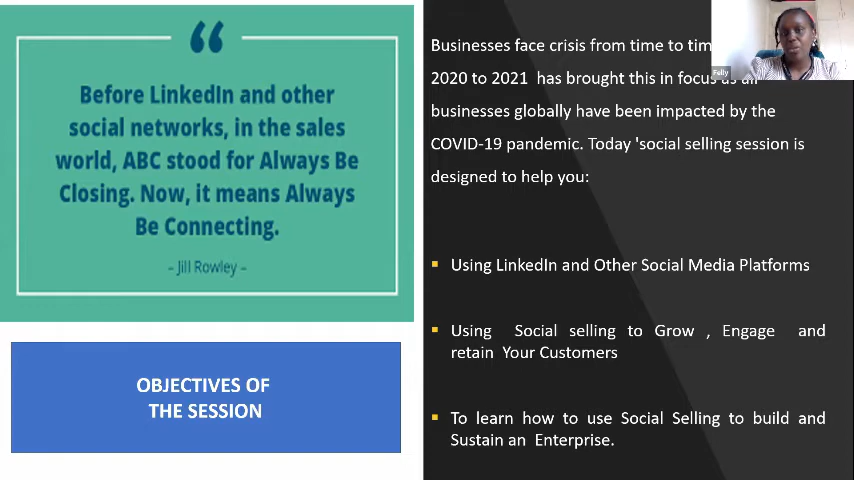 “
Before LinkedIn and other
social networks, in the sales
world, ABC stood for Always Be
Closing. Now, it means Always
Be Connecting.
– Jill Rowley –
OBJECTIVES OF
THE SESSION
Businesses face crisis from time to
2020 to 2021 has brought this in focus as all
businesses globally have been impacted by the
COVID-19 pandemic. Today 'social selling session is
designed to help you:
▪ Using LinkedIn and Other Social Media Platforms
▪ Using Social selling to Grow , Engage and
retain Your Customers
▪ To learn how to use Social Selling to build and
Sustain an Enterprise.
Felly